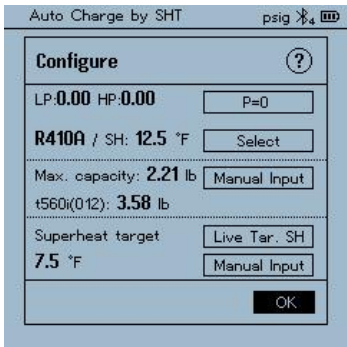 Auto Charge by SHT psig 4
Configure ?
LP:0.00 HP:0.00 P=0
R410A / SH: 12.5 °F Select
Max. capacity: 2.21 lb Manual Input
t560i(012): 3.58 lb
Superheat target Live Tar. SH
7.5 °F Manual Input
OK